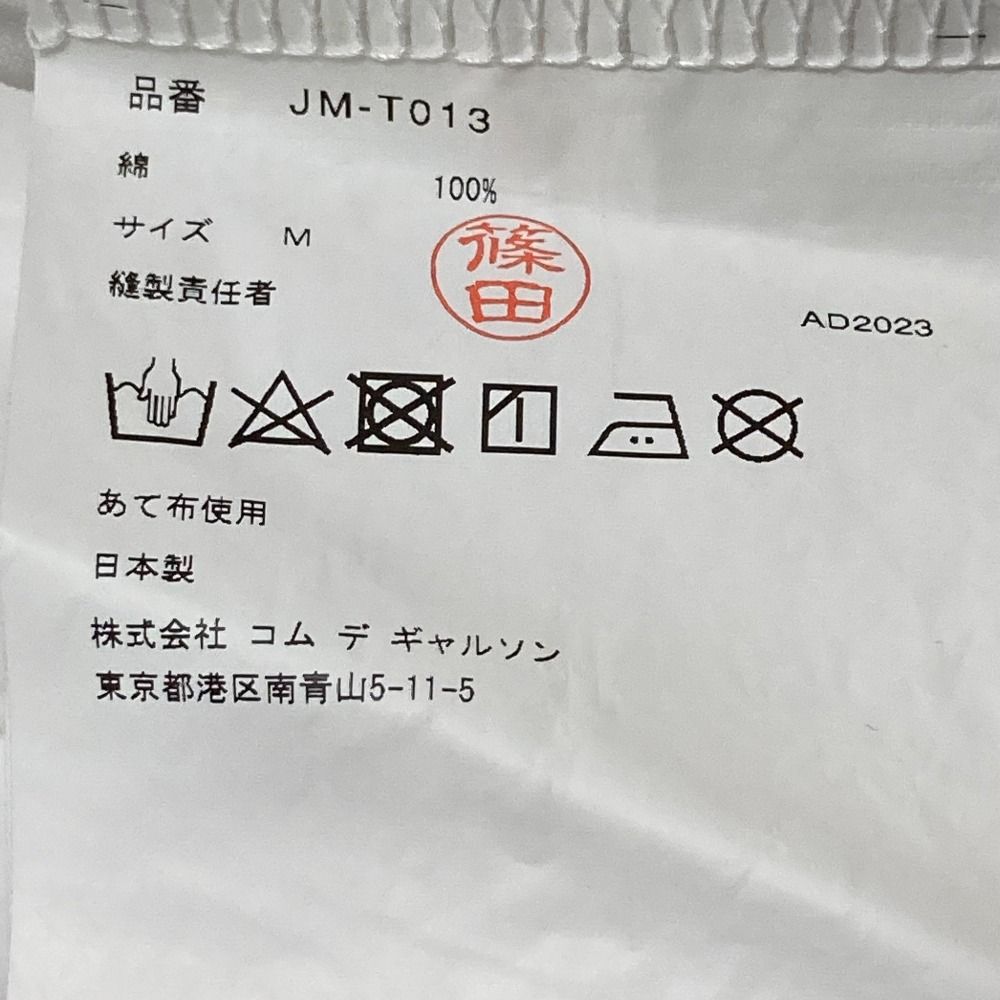 品番 JM-T013
綿 100%
サイズ M
縫製責任者 篠田
AD2023
あて布使用
日本製
株式会社 コム デ ギャルソン
東京都港区南青山5-11-5